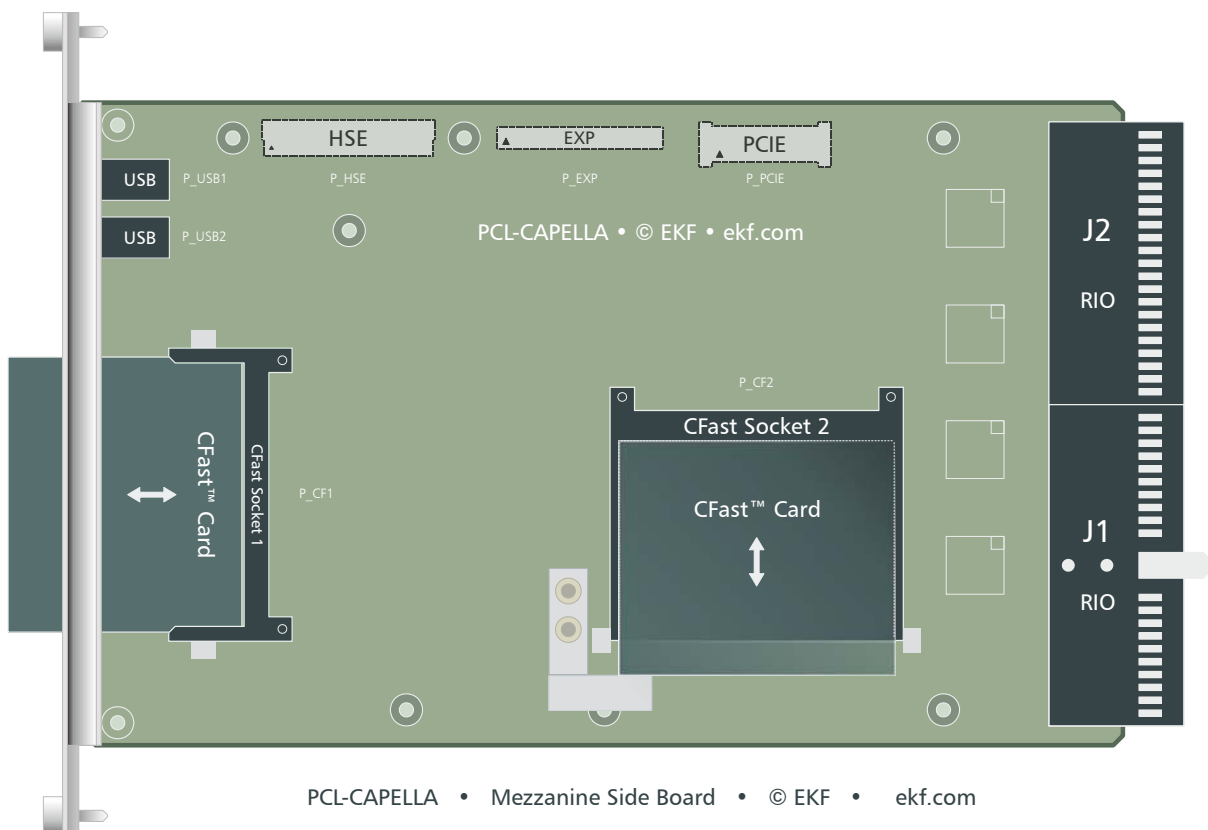 HSE
EXP
PCIE
USB
P_USB1
P_HSE
P_EXP
P_PCIE
USB
P_USB2
PCL-CAPELLA • © EKF • ekf.com
J2
RIO
P_CF2
CFast Socket 2
CFast™ Card
CFast Socket 1
P_CF1
CFast™ Card
J1
RIO
PCL-CAPELLA • Mezzanine Side Board • © EKF • ekf.com